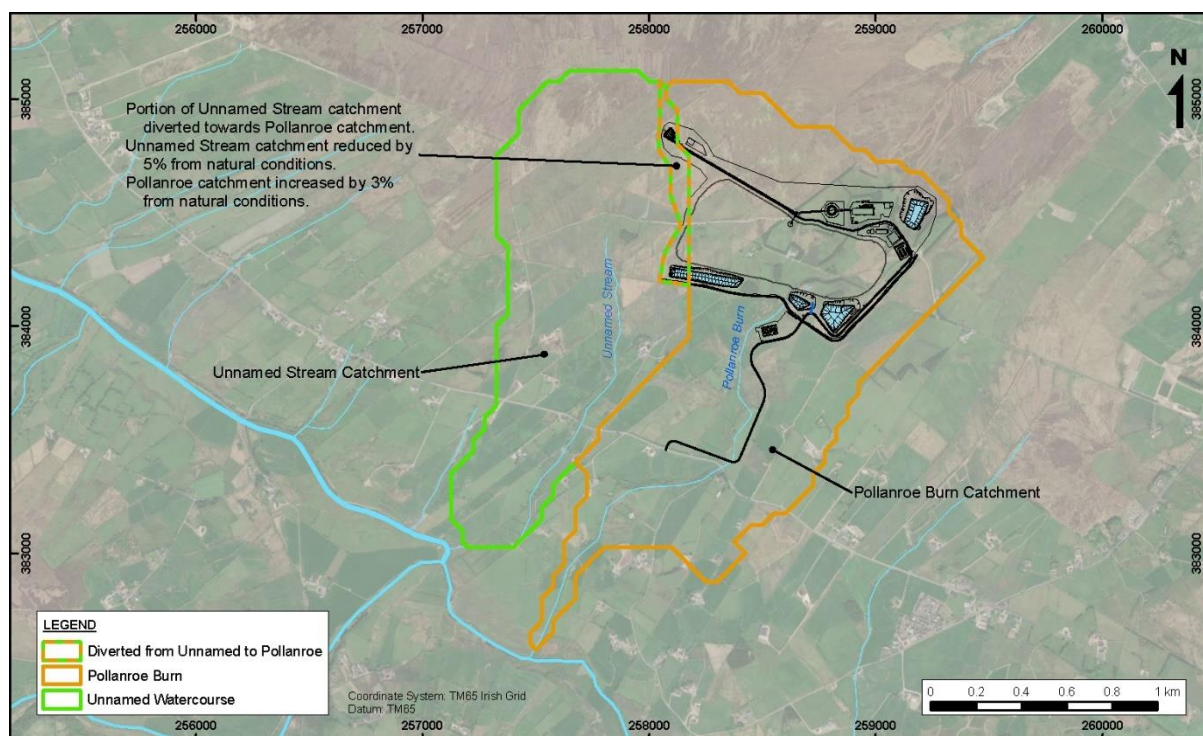 256000
257000
258000
259000
260000
385000
385000
N
Portion of Unnamed Stream catchment
diverted towards Pollanroe catchment.
Unnamed Stream catchment reduced by
5% from natural conditions.
Pollanroe catchment increased by 3%
from natural conditions.
Unnamed Stream
Pollanroe Burn
384000
384000
Unnamed Stream Catchment
Pollanroe Burn Catchment
383000
383000
LEGEND
Diverted from Unnamed to Pollanroe
Pollanroe Burn
Unnamed Watercourse
Coordinate System: TM65 Irish Grid
Datum: TM65
0 0.2 0.4 0.6 0.8 1 km
256000
257000
258000
259000
260000